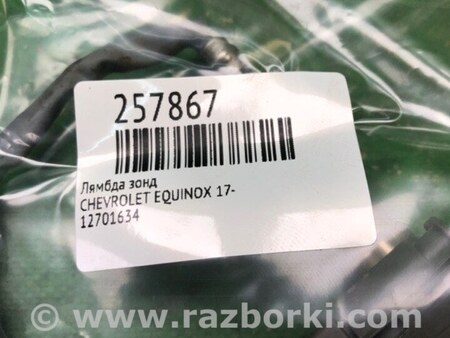 257867
Лямбда зонд
CHEVROLET EQUINOX 17-
12701634
© www.razborki.com